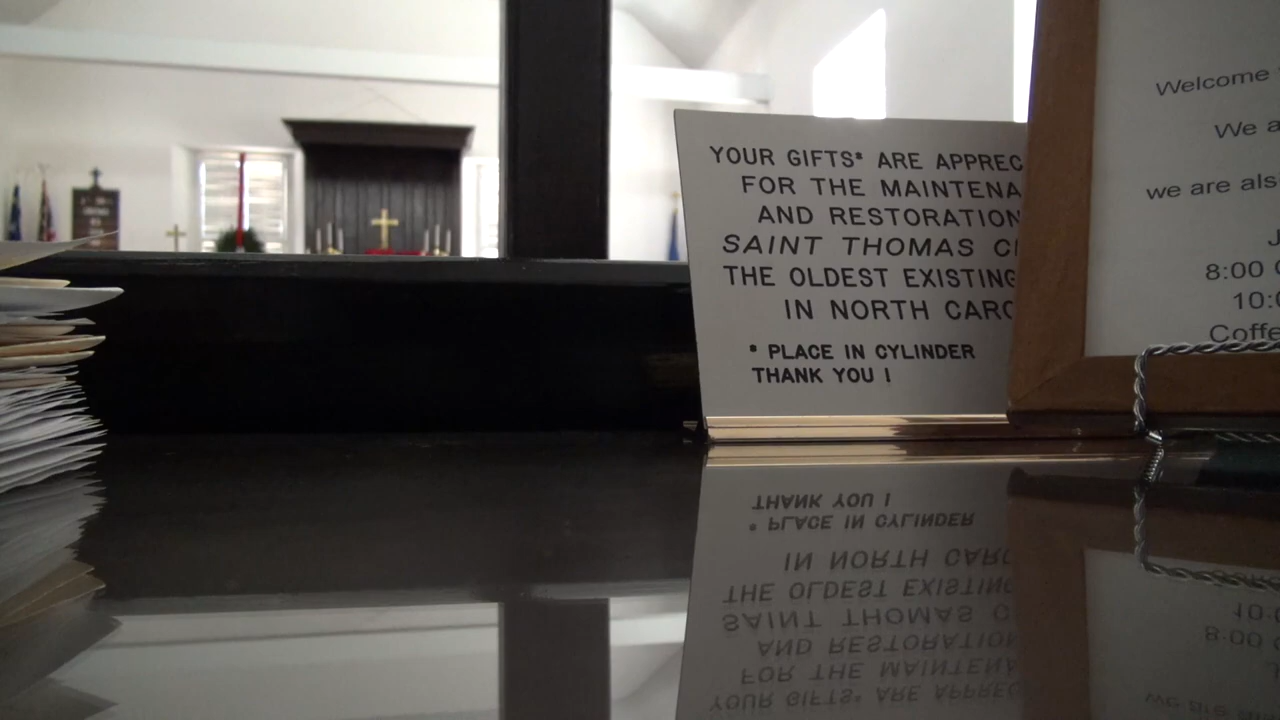 YOUR GIFTS* ARE APPREC
FOR THE MAINTENA
AND RESTORATION
SAINT THOMAS C
THE OLDEST EXISTING
IN NORTH CARO
* PLACE IN CYLINDER
THANK YOU !
Welcome
We a
we are als
J
8:00
10:
Coffe